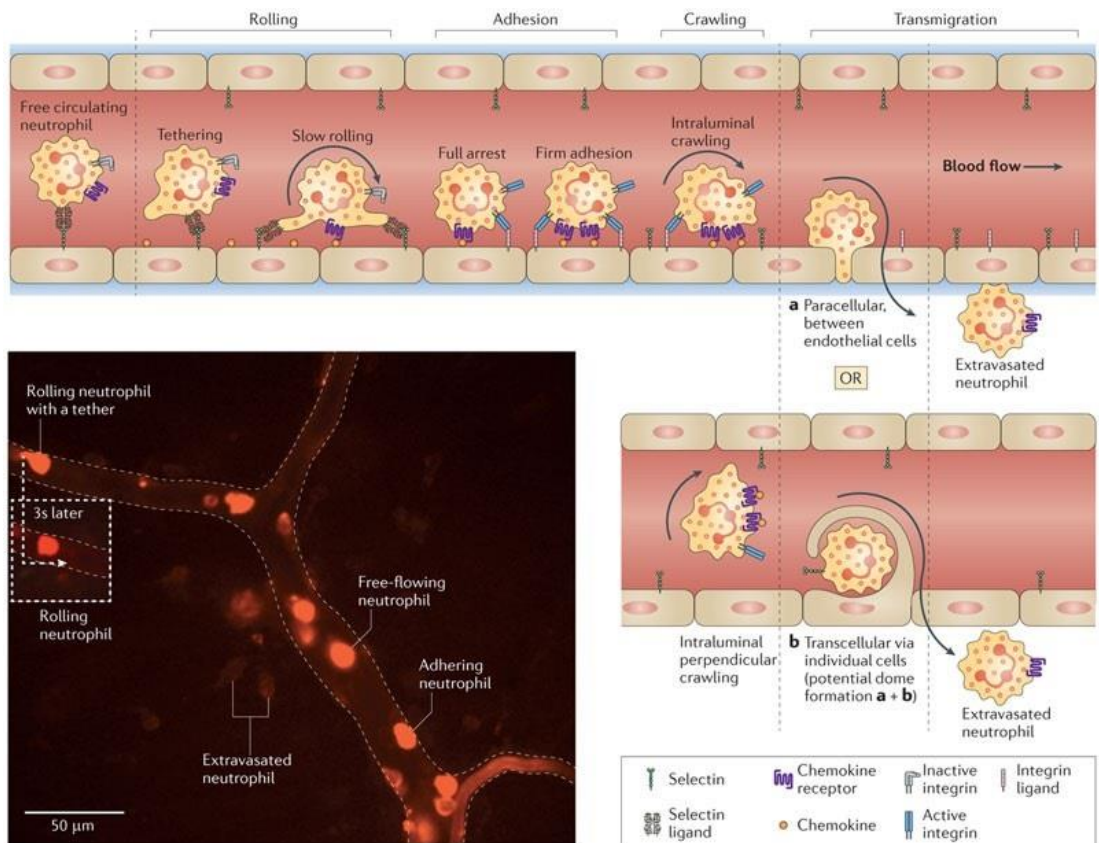 Rolling
Adhesion
Crawling
Transmigration
Free circulating
neutrophil
Tethering
Slow rolling
Full arrest
Firm adhesion
Intraluminal
crawling
Blood flow
a Paracellular,
between
endothelial cells
Extravasated
neutrophil
OR
Rolling neutrophil
with a tether
3s later
Rolling
neutrophil
Free-flowing
neutrophil
Adhering
neutrophil
Extravasated
neutrophil
50 µm
Intraluminal
perpendicular
crawling
b Transcellular via
individual cells
(potential dome
formation a + b)
Extravasated
neutrophil
Selectin
Chemokine
receptor
Inactive
integrin
Integrin
ligand
Selectin
ligand
Chemokine
Active
integrin